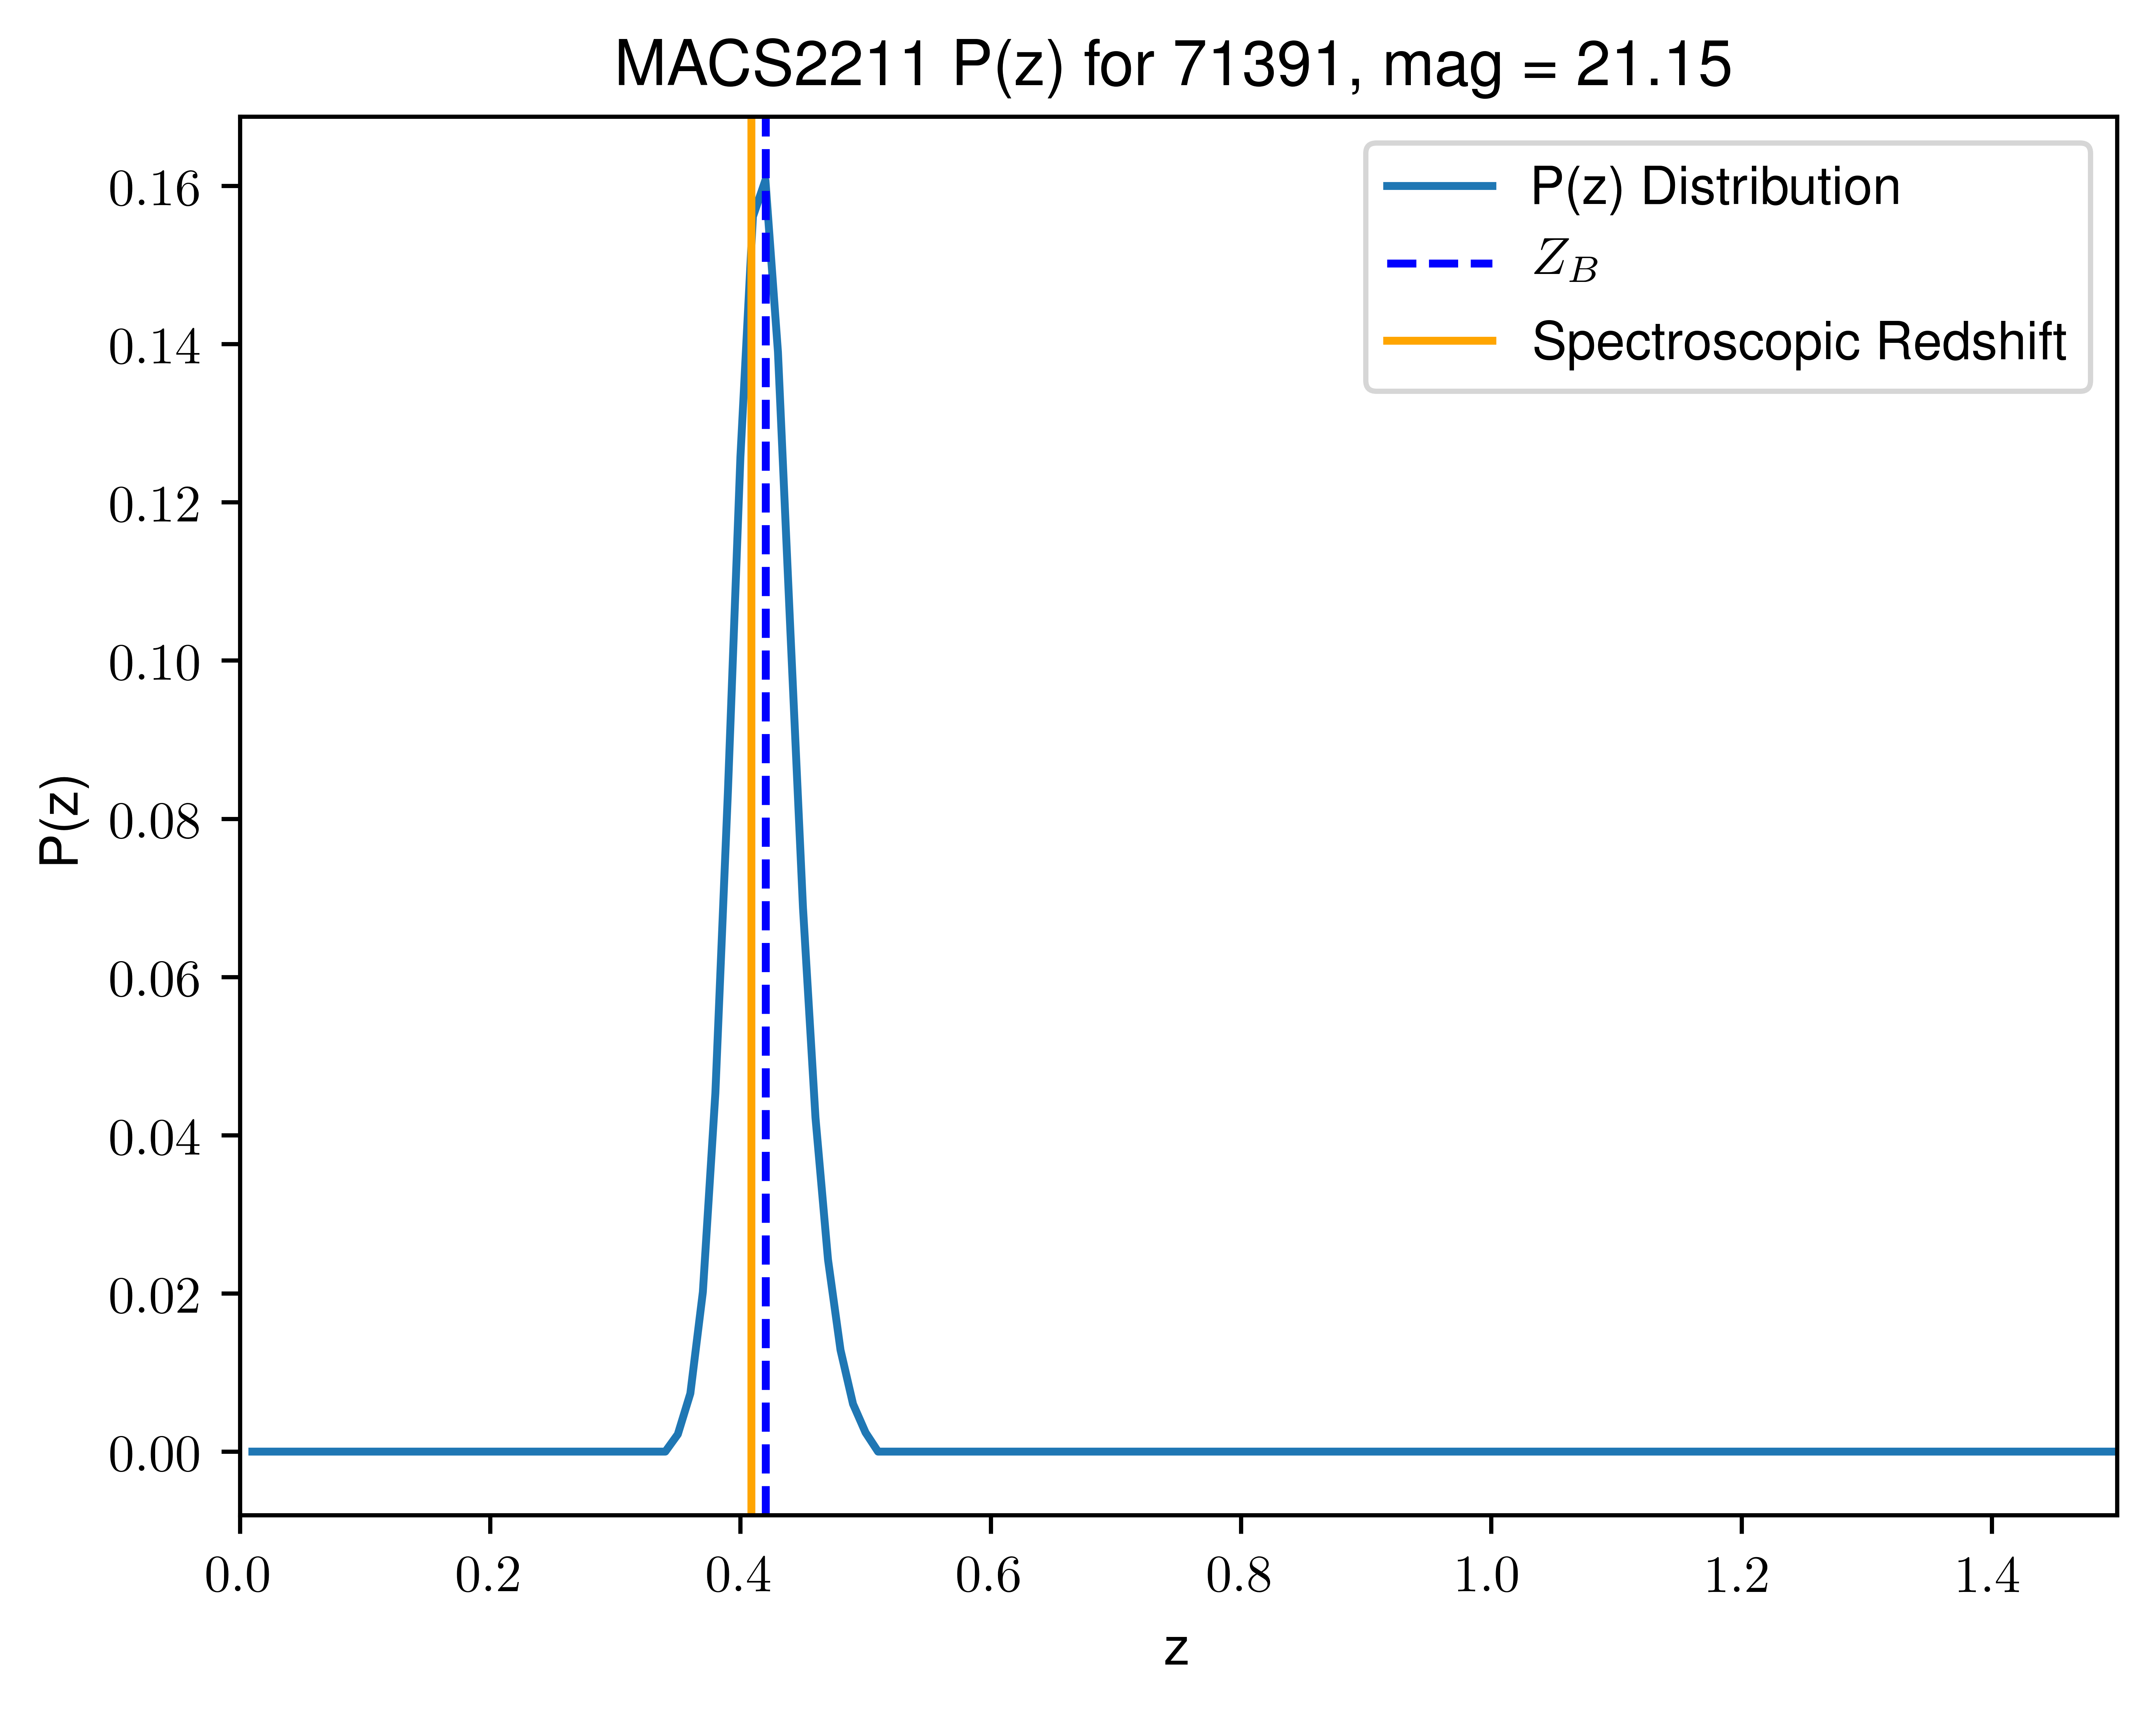 MACS2211 P(z) for 71391, mag = 21.15
P(z) Distribution
Z_B
Spectroscopic Redshift
P(z)
0.16
0.14
0.12
0.10
0.08
0.06
0.04
0.02
0.00
0.0 0.2 0.4 0.6 0.8 1.0 1.2 1.4
z